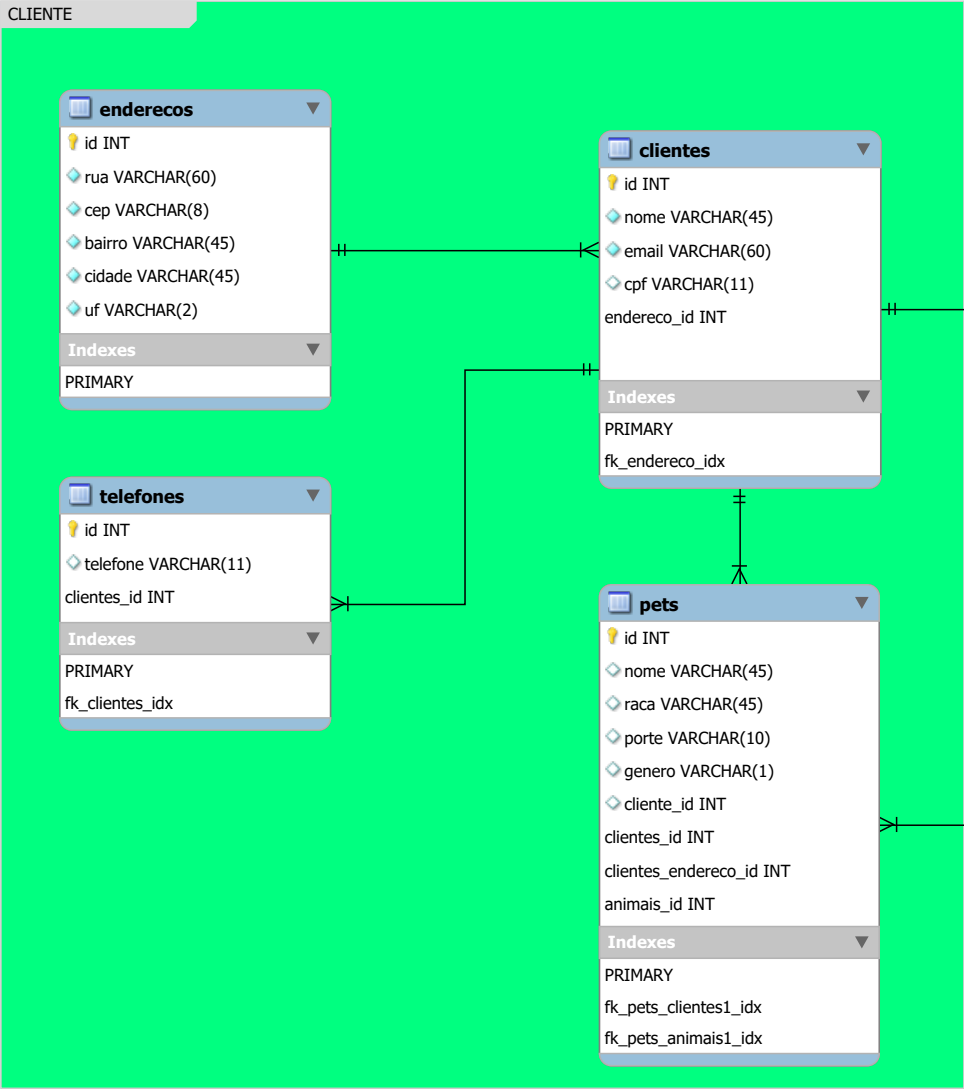 CLIENTE
enderecos
id INT
rua VARCHAR(60)
cep VARCHAR(8)
bairro VARCHAR(45)
cidade VARCHAR(45)
uf VARCHAR(2)
Indexes
PRIMARY
clientes
id INT
nome VARCHAR(45)
email VARCHAR(60)
cpf VARCHAR(11)
endereco_id INT
Indexes
PRIMARY
fk_endereco_idx
telefones
id INT
telefone VARCHAR(11)
clientes_id INT
Indexes
PRIMARY
fk_clientes_idx
pets
id INT
nome VARCHAR(45)
raca VARCHAR(45)
porte VARCHAR(10)
genero VARCHAR(1)
cliente_id INT
clientes_id INT
clientes_endereco_id INT
animais_id INT
Indexes
PRIMARY
fk_pets_clientes1_idx
fk_pets_animais1_idx